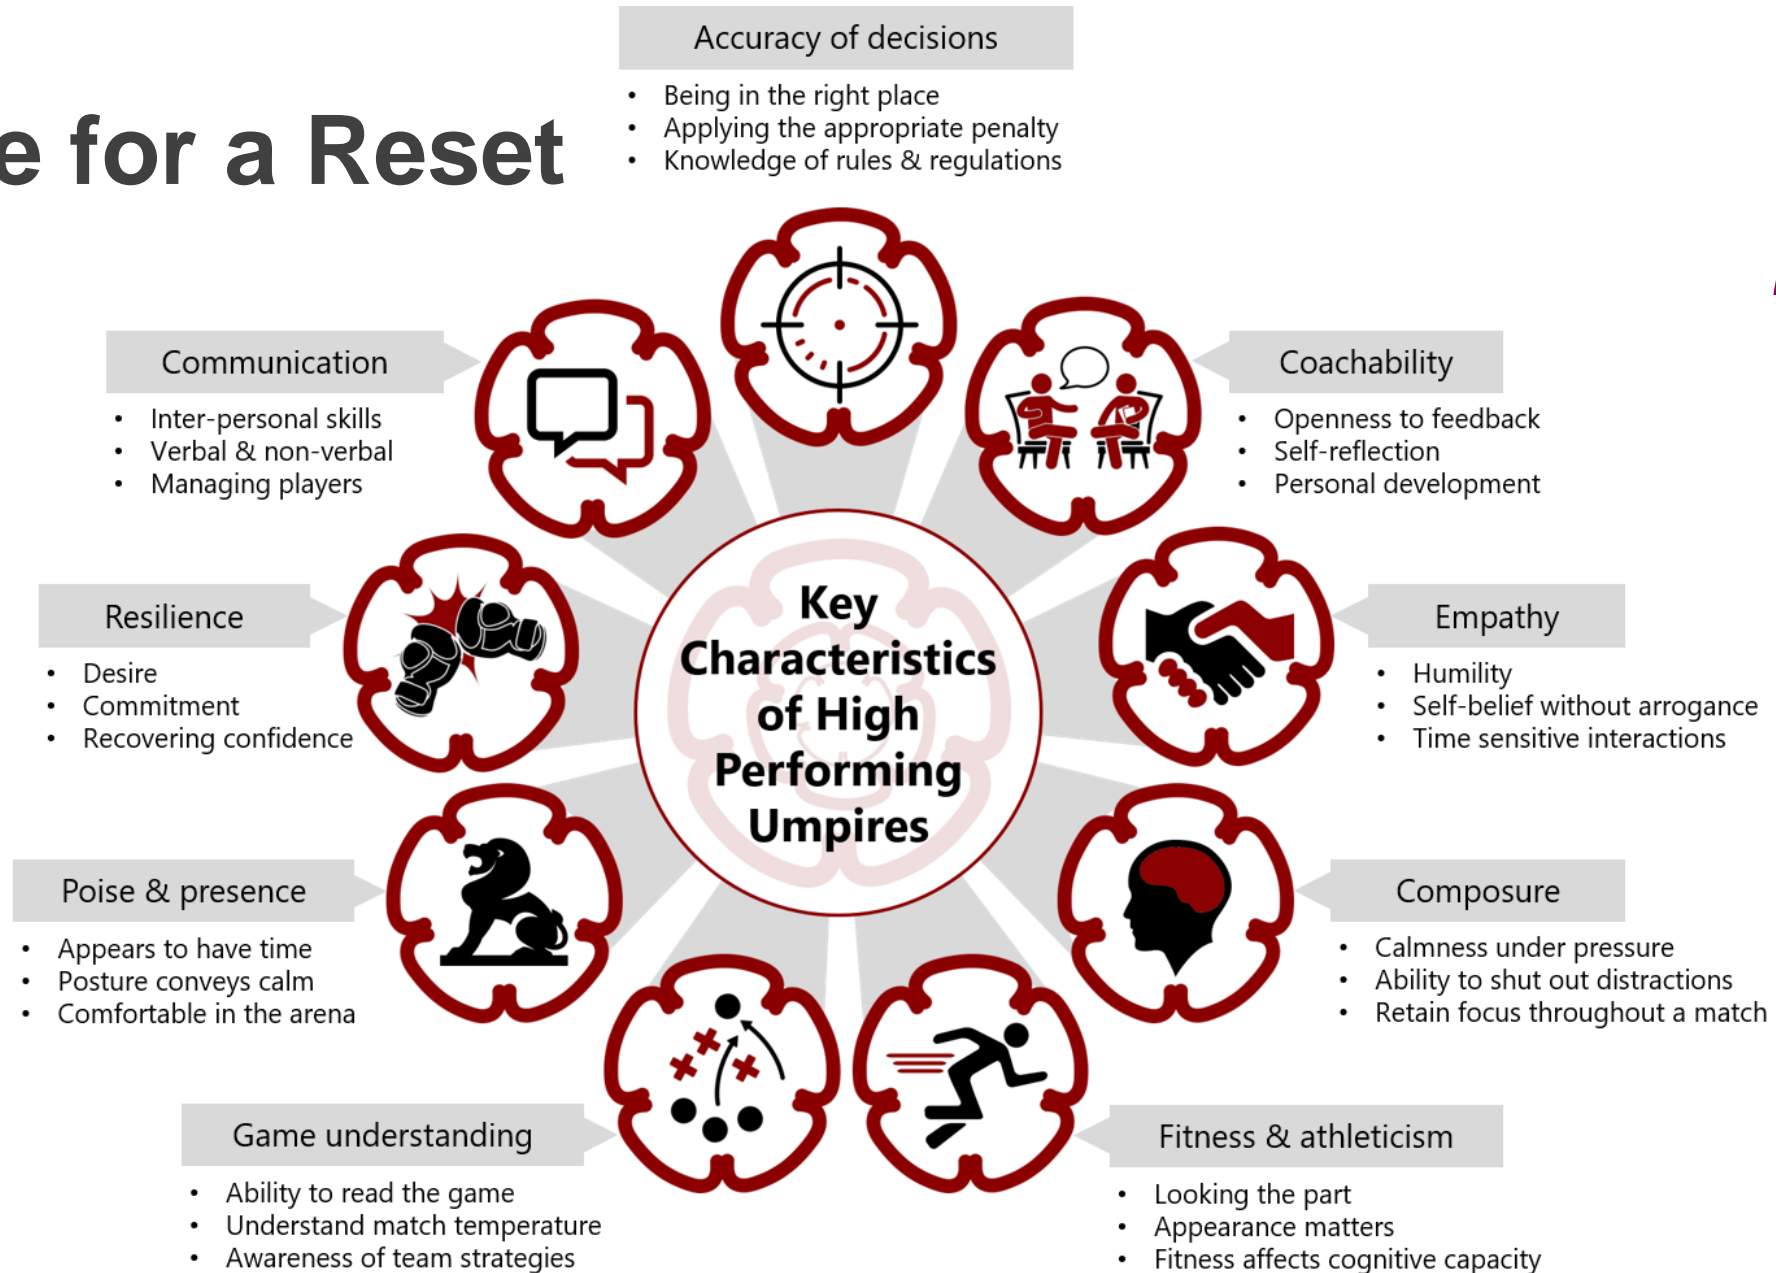 e for a Reset
Accuracy of decisions
• Being in the right place
• Applying the appropriate penalty
• Knowledge of rules & regulations
Communication
• Inter-personal skills
• Verbal & non-verbal
• Managing players
Coachability
• Openness to feedback
• Self-reflection
• Personal development
Resilience
• Desire
• Commitment
• Recovering confidence
Key
Characteristics
of High
Performing
Umpires
Empathy
• Humility
• Self-belief without arrogance
• Time sensitive interactions
Poise & presence
• Appears to have time
• Posture conveys calm
• Comfortable in the arena
Composure
• Calmness under pressure
• Ability to shut out distractions
• Retain focus throughout a match
Game understanding
• Ability to read the game
• Understand match temperature
• Awareness of team strategies
Fitness & athleticism
• Looking the part
• Appearance matters
• Fitness affects cognitive capacity